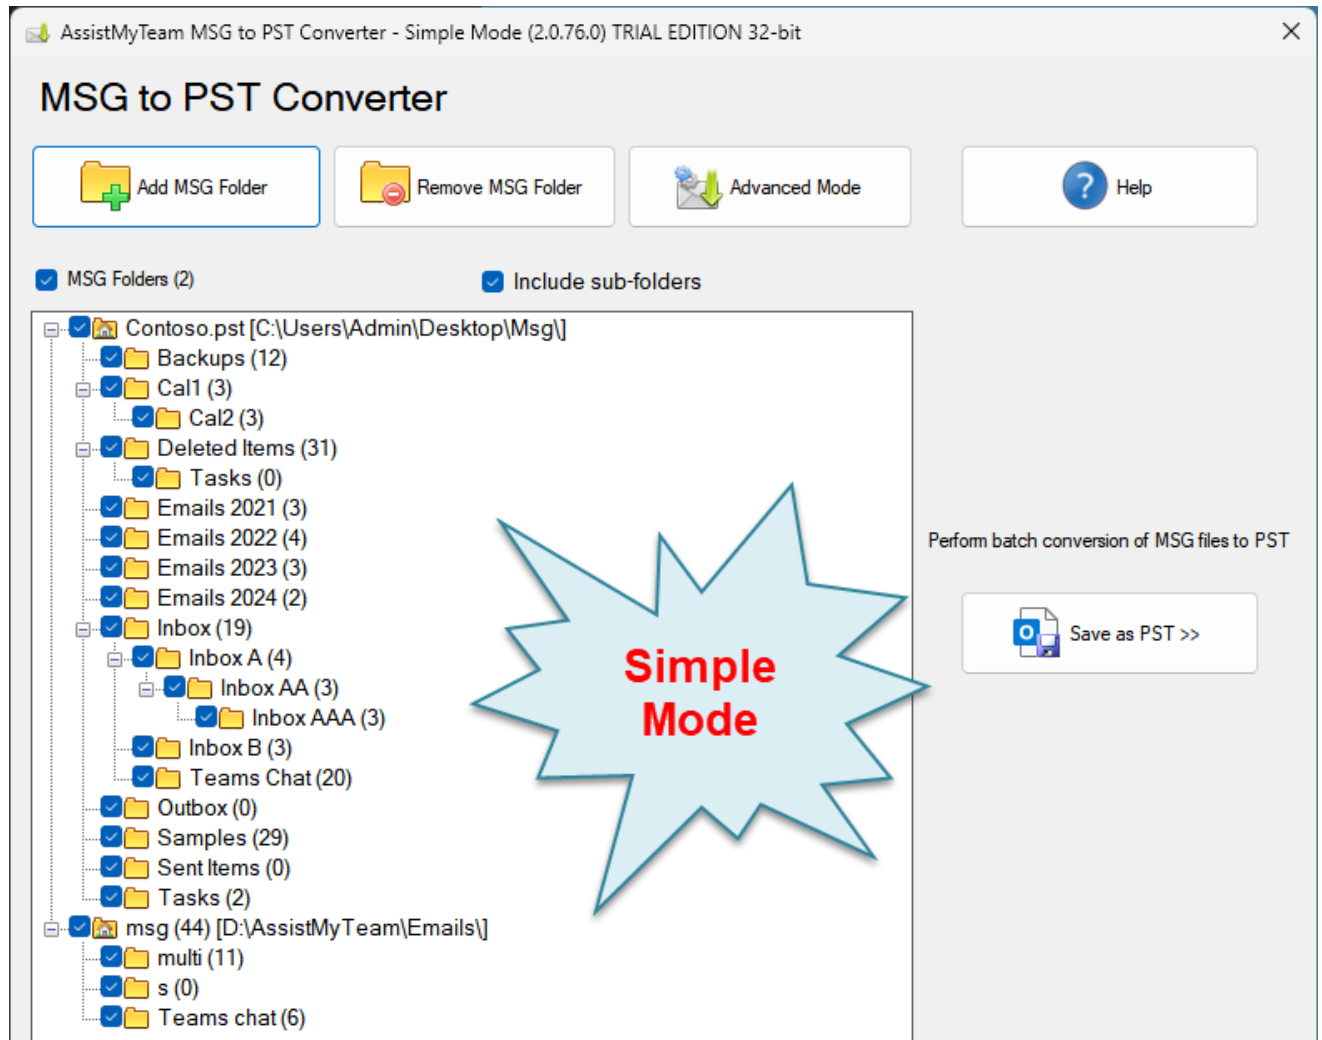 AssistMyTeam MSG to PST Converter - Simple Mode (2.0.76.0) TRIAL EDITION 32-bit
MSG to PST Converter
Add MSG Folder
Remove MSG Folder
Advanced Mode
Help
MSG Folders (2)
Include sub-folders
Contoso.pst [C:\Users\Admin\Desktop\Msg\]
Backups (12)
Cal1 (3)
Cal2 (3)
Deleted Items (31)
Tasks (0)
Emails 2021 (3)
Emails 2022 (4)
Emails 2023 (3)
Emails 2024 (2)
Inbox (19)
Inbox A (4)
Inbox AA (3)
Inbox AAA (3)
Inbox B (3)
Teams Chat (20)
Outbox (0)
Samples (29)
Sent Items (0)
Tasks (2)
msg (44) [D:\AssistMyTeam\Emails\]
multi (11)
s (0)
Teams chat (6)
Simple
Mode
Perform batch conversion of MSG files to PST
Save as PST >>